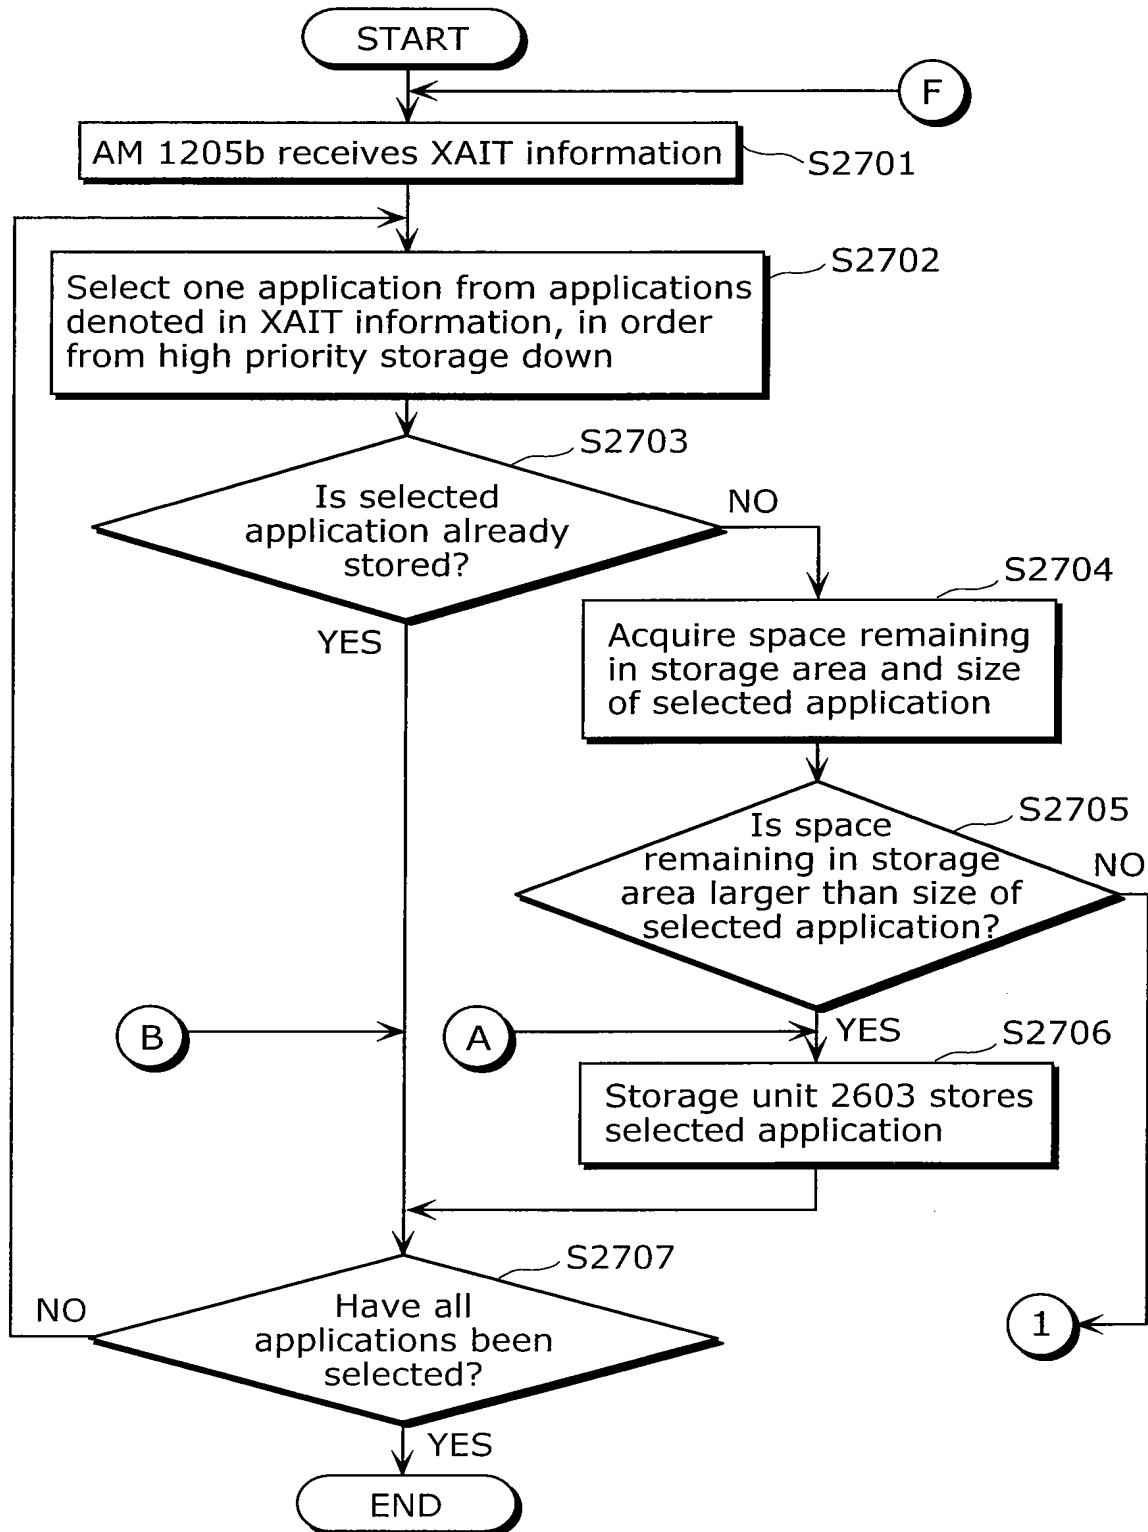 START
F
AM 1205b receives XAIT information
S2701
S2702
Select one application from applications
denoted in XAIT information, in order
from high priority storage down
S2703
Is selected
application already
stored?
NO
YES
S2704
Acquire space remaining
in storage area and size
of selected application
S2705
Is space
remaining in storage
area larger than size of
selected application?
NO
B
A
YES
S2706
Storage unit 2603 stores
selected application
S2707
NO
Have all
applications been
selected?
1
YES
END